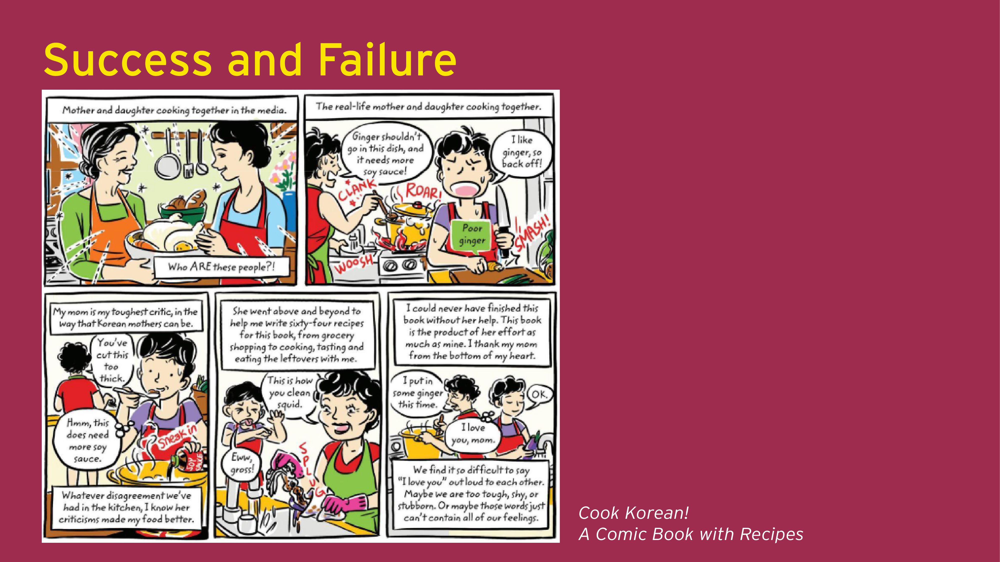 Success and Failure
Mother and daughter cooking together in the media.
Who ARE these people?!
The real-life mother and daughter cooking together.
Ginger shouldn't
go in this dish, and
it needs more
soy sauce!
I like
ginger, so
back off!
CLANK
ROAR!
Poor
ginger
SMASH!
WOOSH
My mom is my toughest critic, in the
way that Korean mothers can be.
You've
cut this
too
thick.
Hmm, this
does need
more soy
sauce.
Sneak in
SOY
SAUCE
Whatever disagreement we've
had in the kitchen, I know her
criticisms made my food better.
She went above and beyond to
help me write sixty-four recipes
for this book, from grocery
shopping to cooking, tasting and
eating the leftovers with me.
This is how
you clean
squid.
Eww,
gross!
SPLUG
I could never have finished this
book without her help. This book
is the product of her effort as
much as mine. I thank my mom
from the bottom of my heart.
I put in
some ginger
this time.
OK.
I love
you, mom.
We find it so difficult to say
"I love you" out loud to each other.
Maybe we are too tough, shy, or
stubborn. Or maybe those words just
can't contain all of our feelings.
Cook Korean!
A Comic Book with Recipes